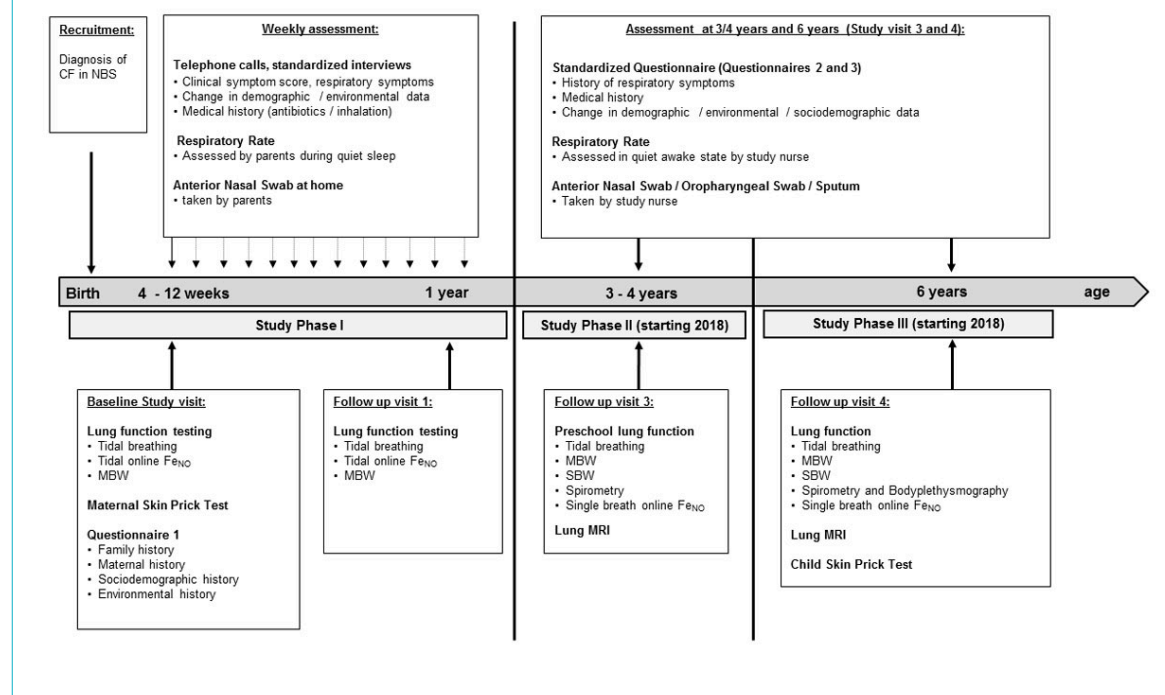 Recruitment:
Diagnosis of
CF in NBS
Weekly assessment:
Telephone calls, standardized interviews
• Clinical symptom score, respiratory symptoms
• Change in demographic / environmental data
• Medical history (antibiotics / inhalation)
Respiratory Rate
• Assessed by parents during quiet sleep
Anterior Nasal Swab at home
• taken by parents
Assessment at 3/4 years and 6 years (Study visit 3 and 4):
Standardized Questionnaire (Questionnaires 2 and 3)
• History of respiratory symptoms
• Medical history
• Change in demographic / environmental / sociodemographic data
Respiratory Rate
• Assessed in quiet awake state by study nurse
Anterior Nasal Swab / Oropharyngeal Swab / Sputum
• Taken by study nurse
Birth 4 - 12 weeks 1 year 3 - 4 years 6 years age
Study Phase I
Study Phase II (starting 2018)
Study Phase III (starting 2018)
Baseline Study visit:
Lung function testing
• Tidal breathing
• Tidal online FeNO
• MBW
Maternal Skin Prick Test
Questionnaire 1
• Family history
• Maternal history
• Sociodemographic history
• Environmental history
Follow up visit 1:
Lung function testing
• Tidal breathing
• Tidal online FeNO
• MBW
Follow up visit 3:
Preschool lung function
• Tidal breathing
• MBW
• SBW
• Spirometry
• Single breath online FeNO
Lung MRI
Follow up visit 4:
Lung function
• Tidal breathing
• MBW
• SBW
• Spirometry and Bodyplethysmography
• Single breath online FeNO
Lung MRI
Child Skin Prick Test